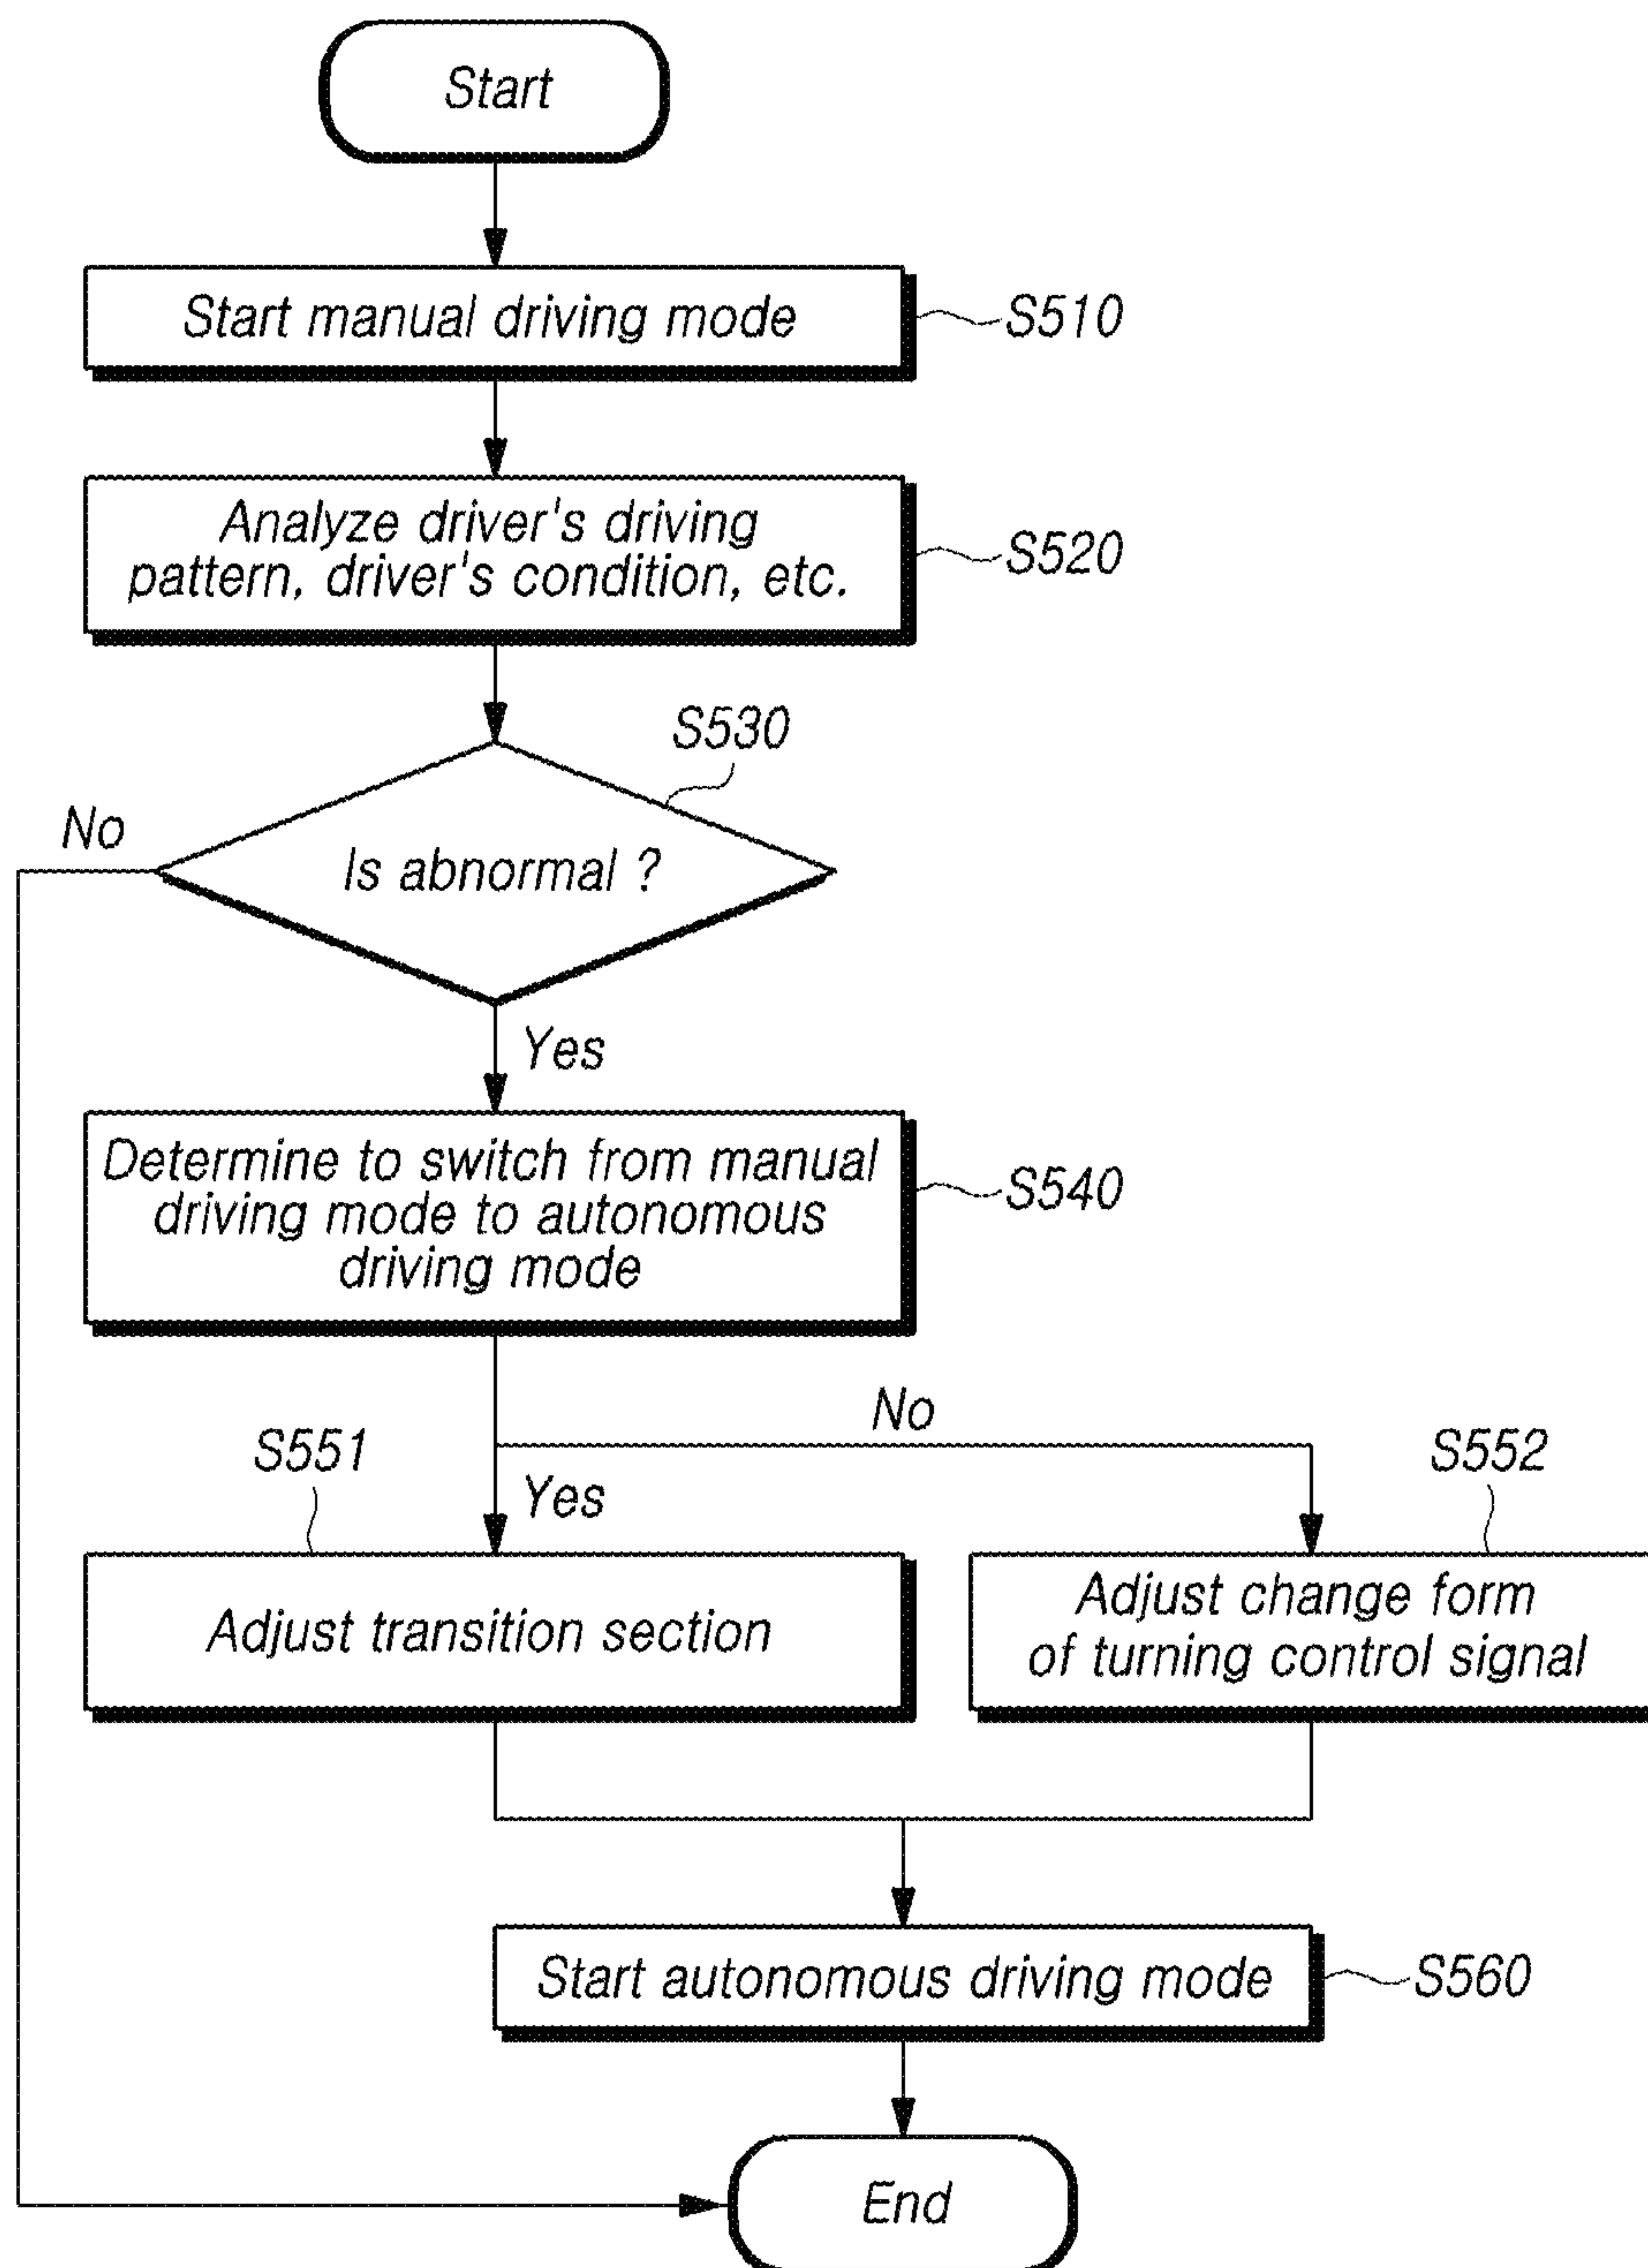 Start
Start manual driving mode
S510
Analyze driver's driving
pattern, driver's condition, etc.
S520
S530
No
Is abnormal ?
Yes
Determine to switch from manual
driving mode to autonomous
driving mode
S540
No
S551
Yes
S552
Adjust transition section
Adjust change form
of turning control signal
Start autonomous driving mode
S560
End